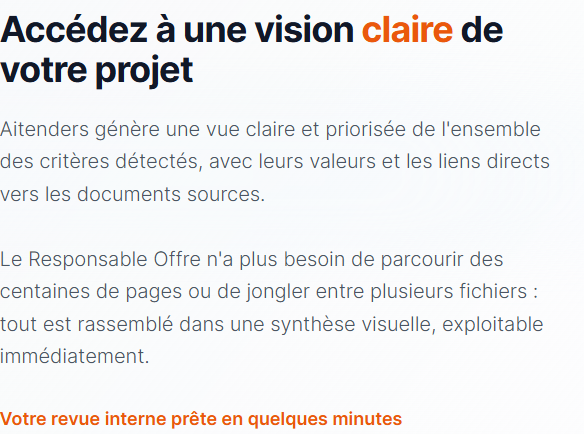 Accédez à une vision claire de
votre projet
Aitenders génère une vue claire et priorisée de l'ensemble
des critères détectés, avec leurs valeurs et les liens directs
vers les documents sources.
Le Responsable Offre n'a plus besoin de parcourir des
centaines de pages ou de jongler entre plusieurs fichiers :
tout est rassemblé dans une synthèse visuelle, exploitable
immédiatement.
Votre revue interne prête en quelques minutes